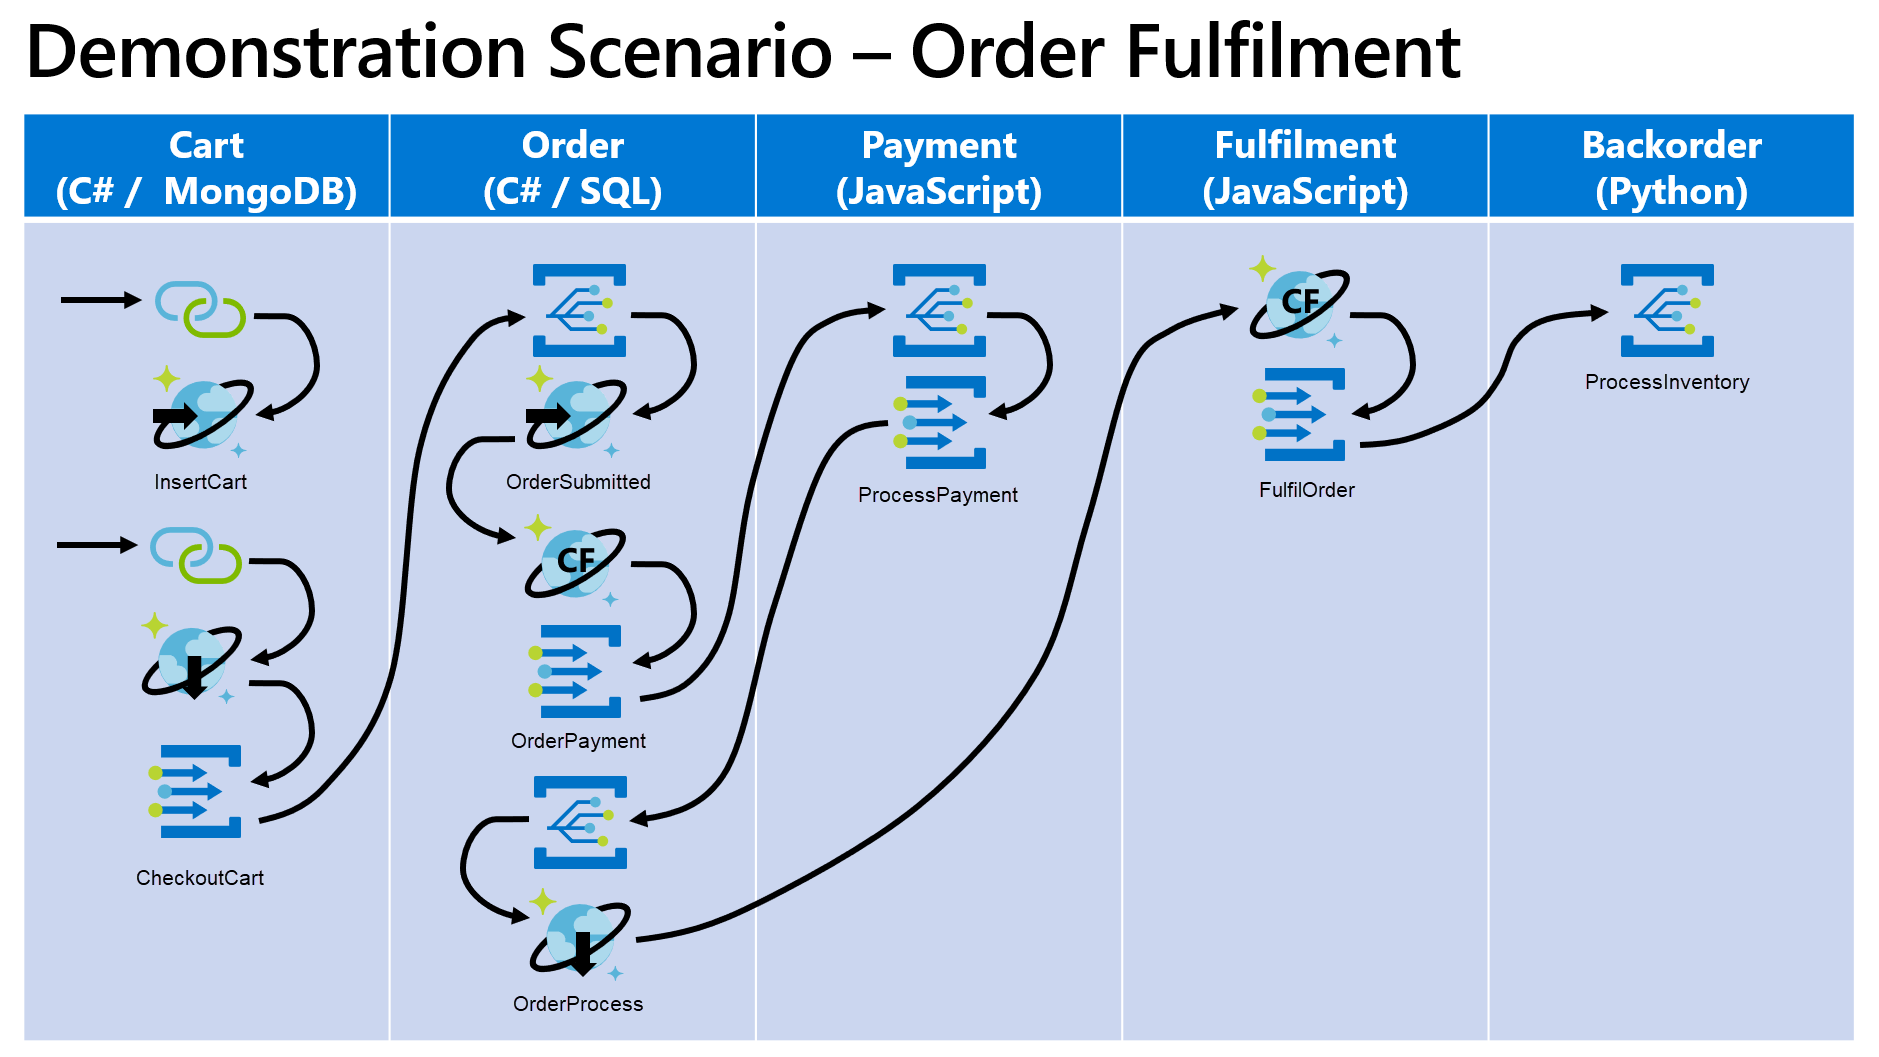 Demonstration Scenario – Order Fulfilment
Cart
(C# / MongoDB)
Order
(C# / SQL)
Payment
(JavaScript)
Fulfilment
(JavaScript)
Backorder
(Python)
InsertCart
CheckoutCart
OrderSubmitted
CF
OrderPayment
OrderProcess
ProcessPayment
CF
FulfilOrder
ProcessInventory